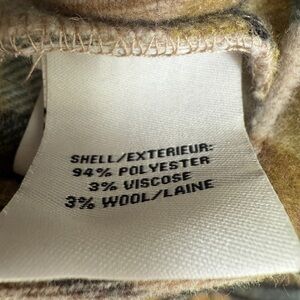 SHELL/EXTERIEUR:
94% POLYESTER
3% VISCOSE
3% WOOL/LAINE